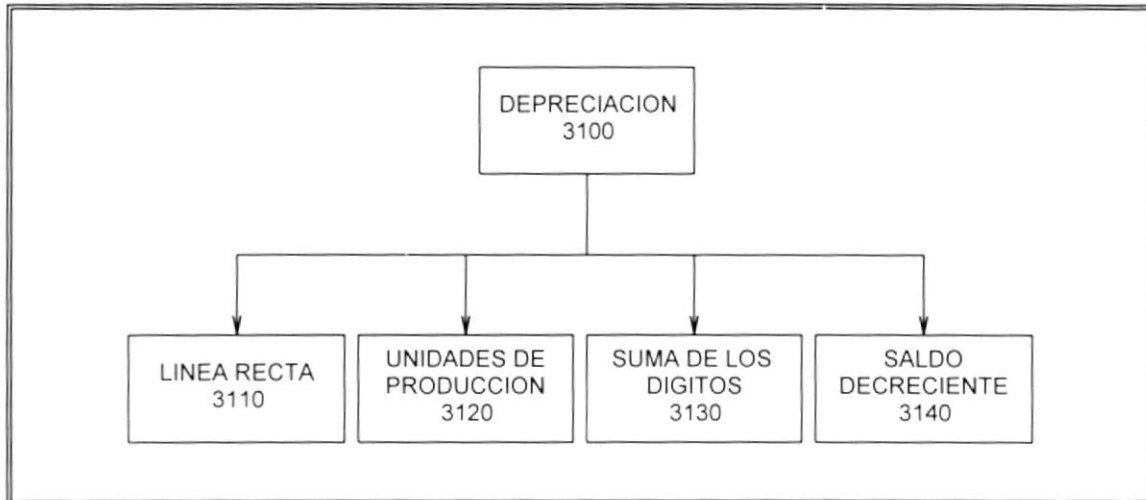 DEPRECIACION
3100
LINEA RECTA
3110
UNIDADES DE
PRODUCCION
3120
SUMA DE LOS
DIGITOS
3130
SALDO
DECRECIENTE
3140